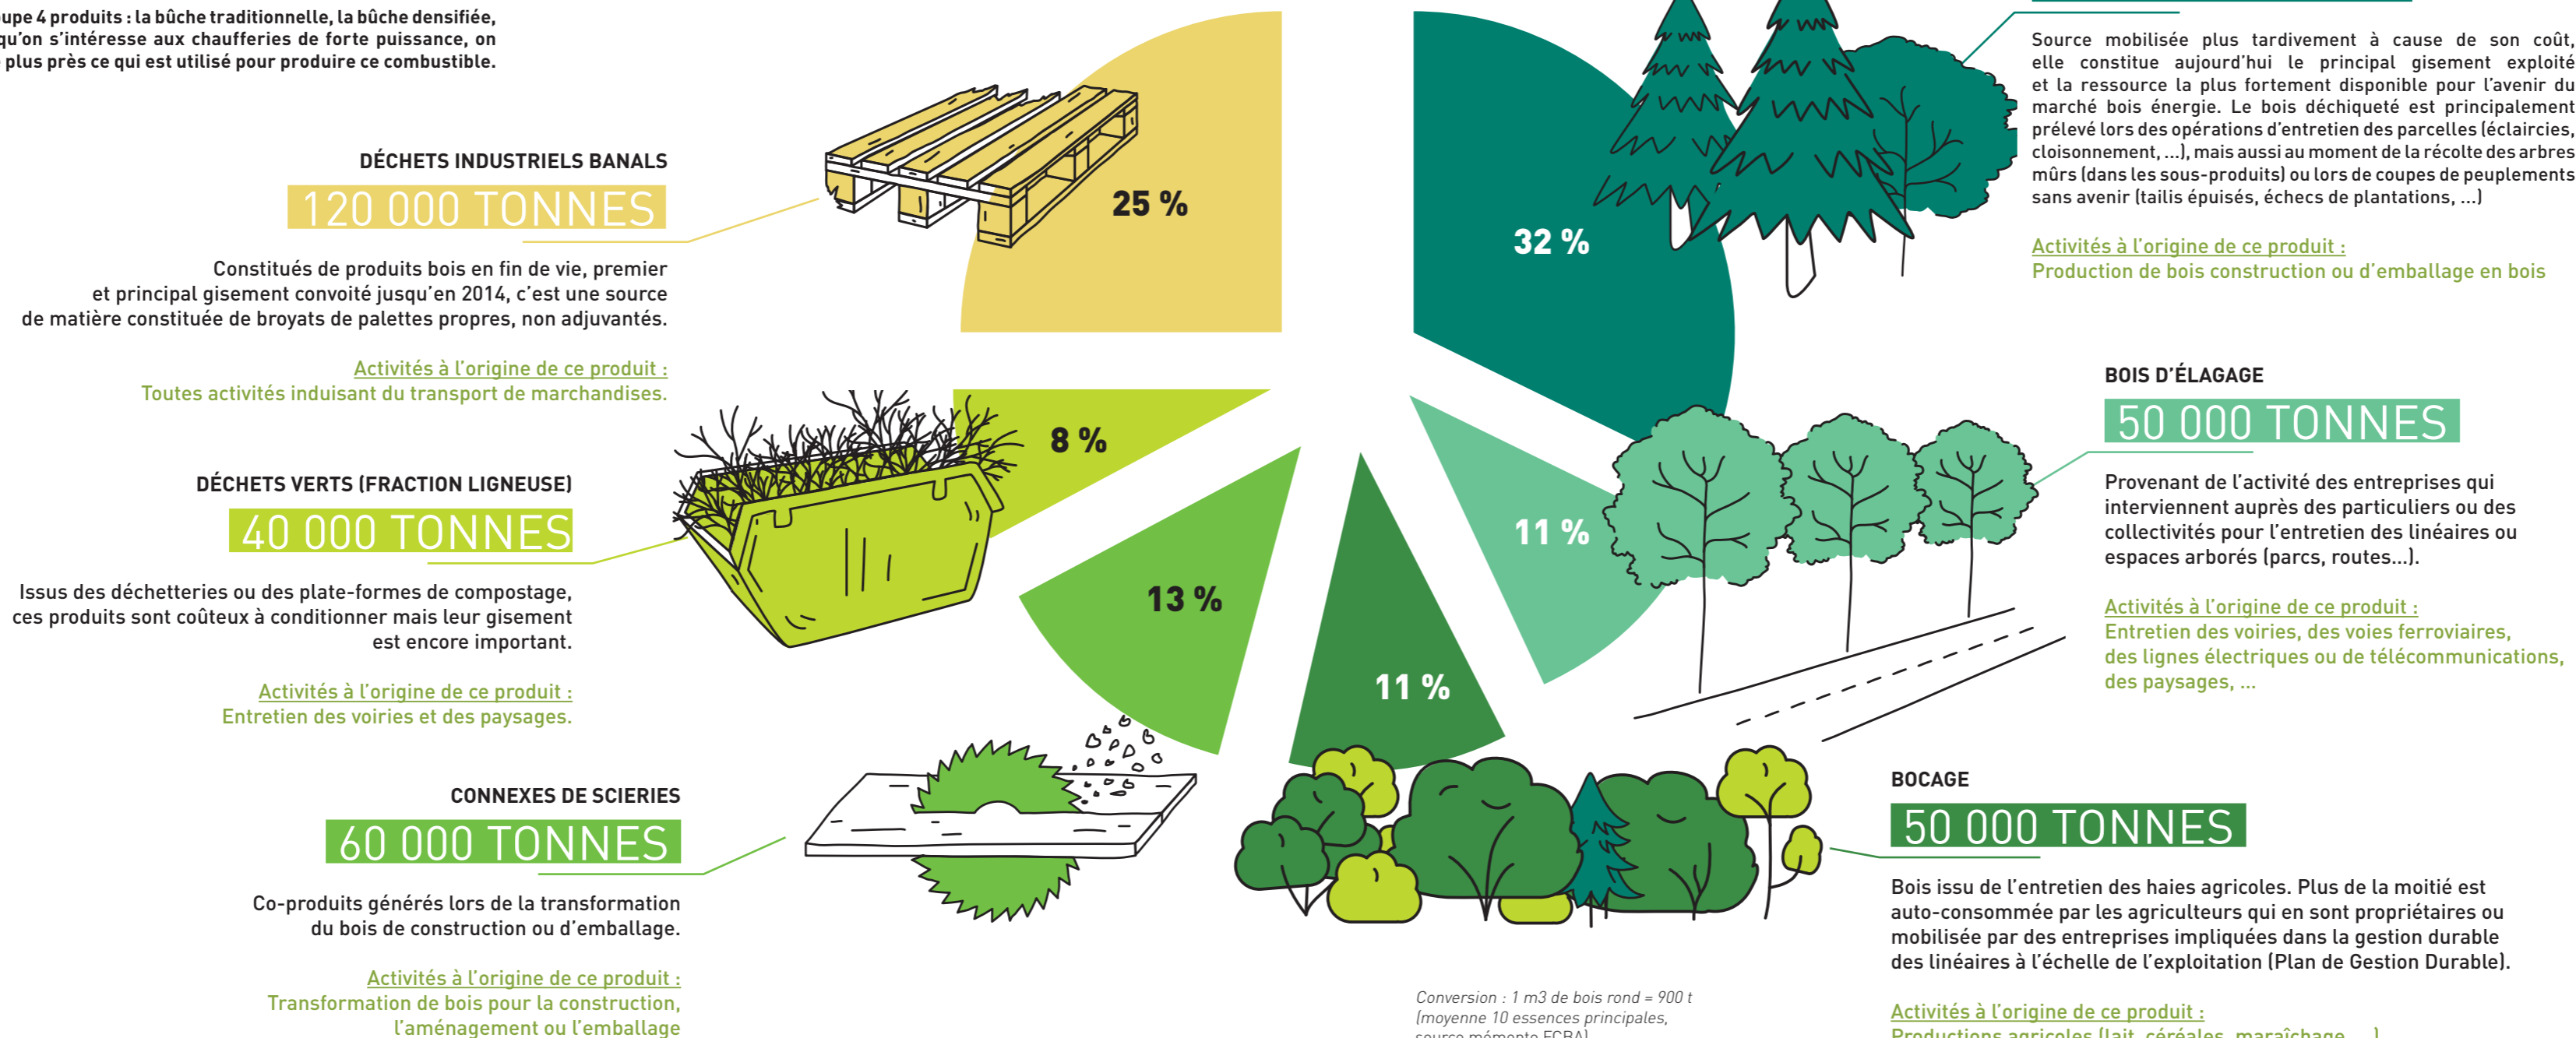 upe 4 produits : la bûche traditionnelle, la bûche densifiée,
qu'on s'intéresse aux chaufferies de forte puissance, on
plus près ce qui est utilisé pour produire ce combustible.
DÉCHETS INDUSTRIELS BANALS
120 000 TONNES
Constitués de produits bois en fin de vie, premier
et principal gisement convoité jusqu'en 2014, c'est une source
de matière constituée de broyats de palettes propres, non adjuvantés.
Activités à l'origine de ce produit :
Toutes activités induisant du transport de marchandises.
DÉCHETS VERTS (FRACTION LIGNEUSE)
40 000 TONNES
Issus des déchetteries ou des plate-formes de compostage,
ces produits sont coûteux à conditionner mais leur gisement
est encore important.
Activités à l'origine de ce produit :
Entretien des voiries et des paysages.
CONNEXES DE SCIERIES
60 000 TONNES
Co-produits générés lors de la transformation
du bois de construction ou d'emballage.
Activités à l'origine de ce produit :
Transformation de bois pour la construction,
l'aménagement ou l'emballage
25 %
32 %
8 %
11 %
13 %
11 %
Conversion : 1 m3 de bois rond = 900 t
(moyenne 10 essences principales,
source mémento FCBA)
Source mobilisée plus tardivement à cause de son coût,
elle constitue aujourd'hui le principal gisement exploité
et la ressource la plus fortement disponible pour l'avenir du
marché bois énergie. Le bois déchiqueté est principalement
prélevé lors des opérations d'entretien des parcelles (éclaircies,
cloisonnement, ...), mais aussi au moment de la récolte des arbres
mûrs (dans les sous-produits) ou lors de coupes de peuplements
sans avenir (tailis épuisés, échecs de plantations, ...)
Activités à l'origine de ce produit :
Production de bois construction ou d'emballage en bois
BOIS D'ÉLAGAGE
50 000 TONNES
Provenant de l'activité des entreprises qui
interviennent auprès des particuliers ou des
collectivités pour l'entretien des linéaires ou
espaces arborés (parcs, routes...).
Activités à l'origine de ce produit :
Entretien des voiries, des voies ferroviaires,
des lignes électriques ou de télécommunications,
des paysages, ...
BOCAGE
50 000 TONNES
Bois issu de l'entretien des haies agricoles. Plus de la moitié est
auto-consommée par les agriculteurs qui en sont propriétaires ou
mobilisée par des entreprises impliquées dans la gestion durable
des linéaires à l'échelle de l'exploitation (Plan de Gestion Durable).
Activités à l'origine de ce produit :
Productions agricoles (lait, céréales, maraîchage, ...)